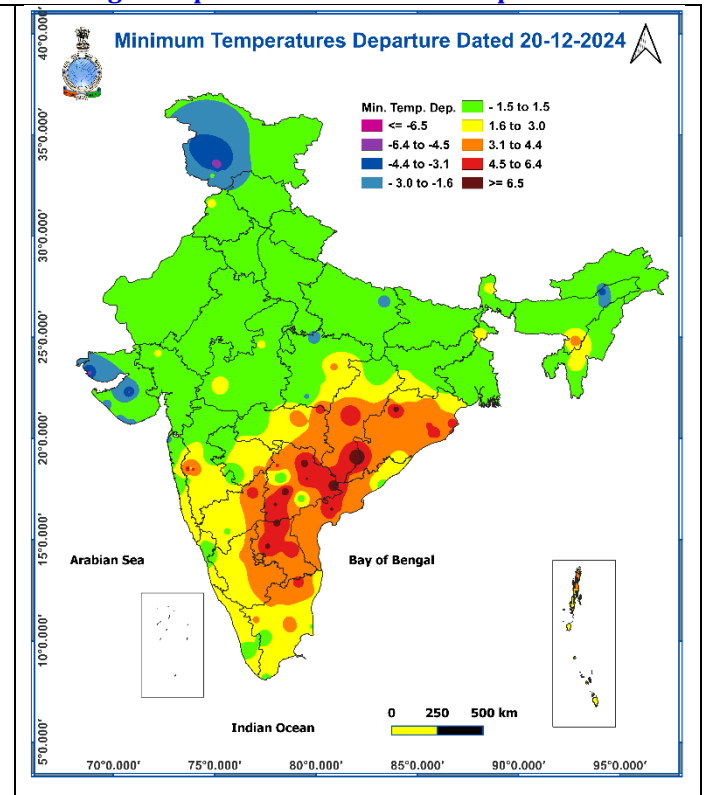 Minimum Temperatures Departure Dated 20-12-2024
Min. Temp. Dep.
<= -6.5
-6.4 to -4.5
-4.4 to -3.1
- 3.0 to -1.6
- 1.5 to 1.5
1.6 to 3.0
3.1 to 4.4
4.5 to 6.4
>= 6.5
40°0.000'
35°0.000'
30°0.000'
25°0.000'
20°0.000'
15°0.000'
10°0.000'
5°0.000'
Arabian Sea
Bay of Bengal
Indian Ocean
0 250 500 km
70°0.000' 75°0.000' 80°0.000' 85°0.000' 90°0.000' 95°0.000'